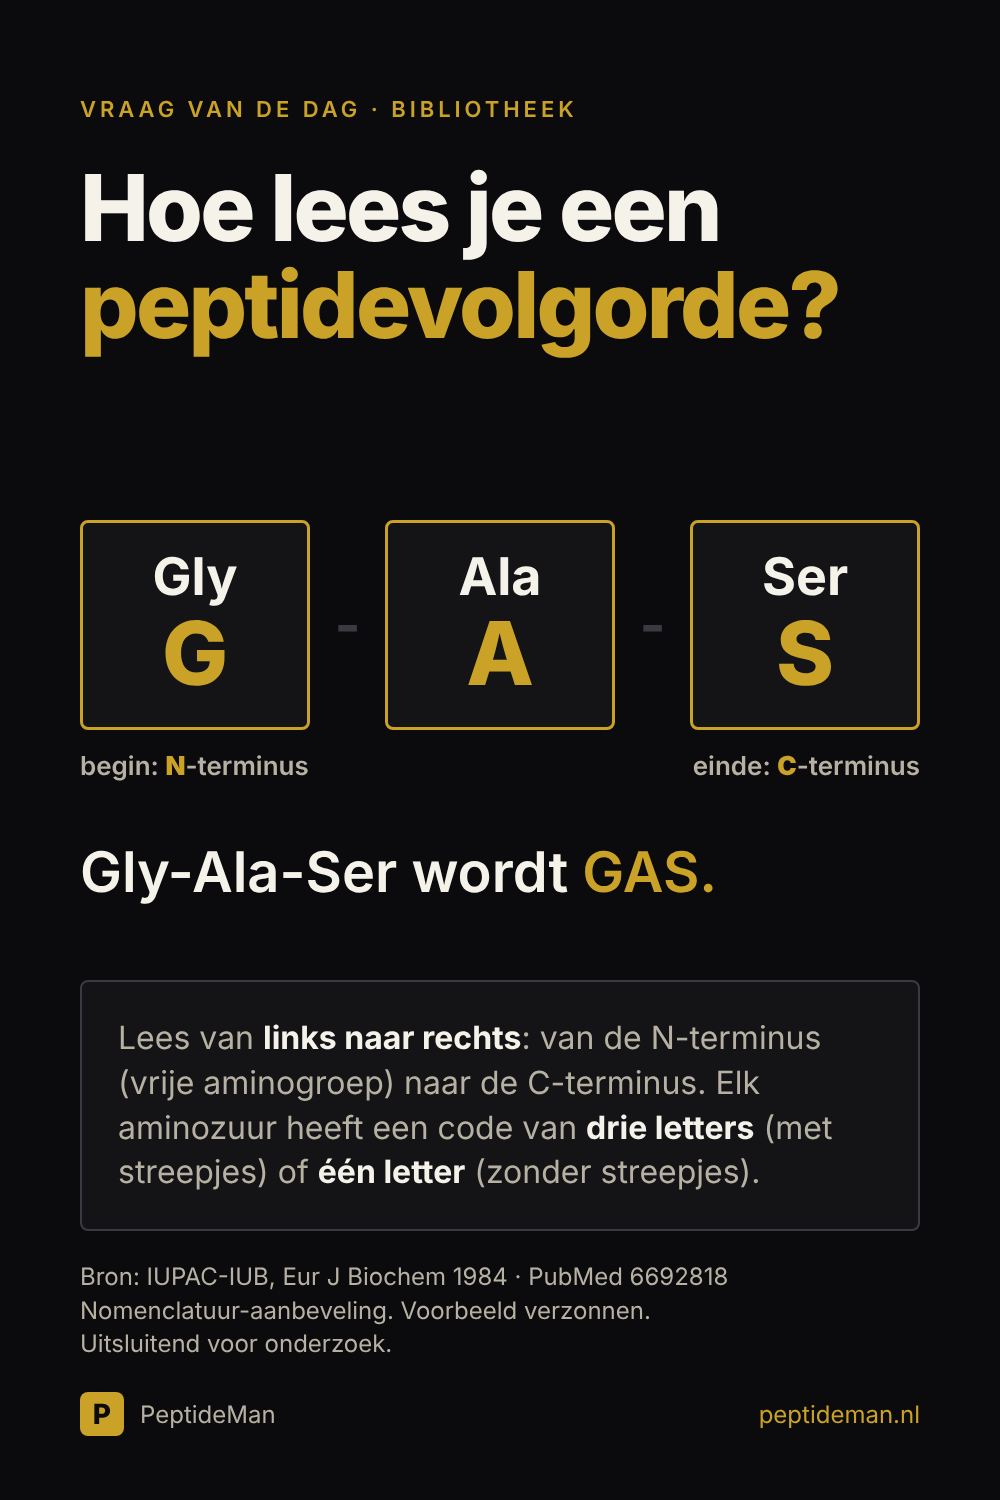 VRAAG VAN DE DAG · BIBLIOTHEEK
Hoe lees je een
peptidevolgorde?
Gly - Ala - Ser
G A S
begin: N-terminus einde: C-terminus
Gly-Ala-Ser wordt GAS.
Lees van links naar rechts: van de N-terminus
(vrije aminogroep) naar de C-terminus. Elk
aminozuur heeft een code van drie letters (met
streepjes) of één letter (zonder streepjes).
Bron: IUPAC-IUB, Eur J Biochem 1984 · PubMed 6692818
Nomenclatuur-aanbeveling. Voorbeeld verzonnen.
Uitsluitend voor onderzoek.
P PeptideMan peptideman.nl